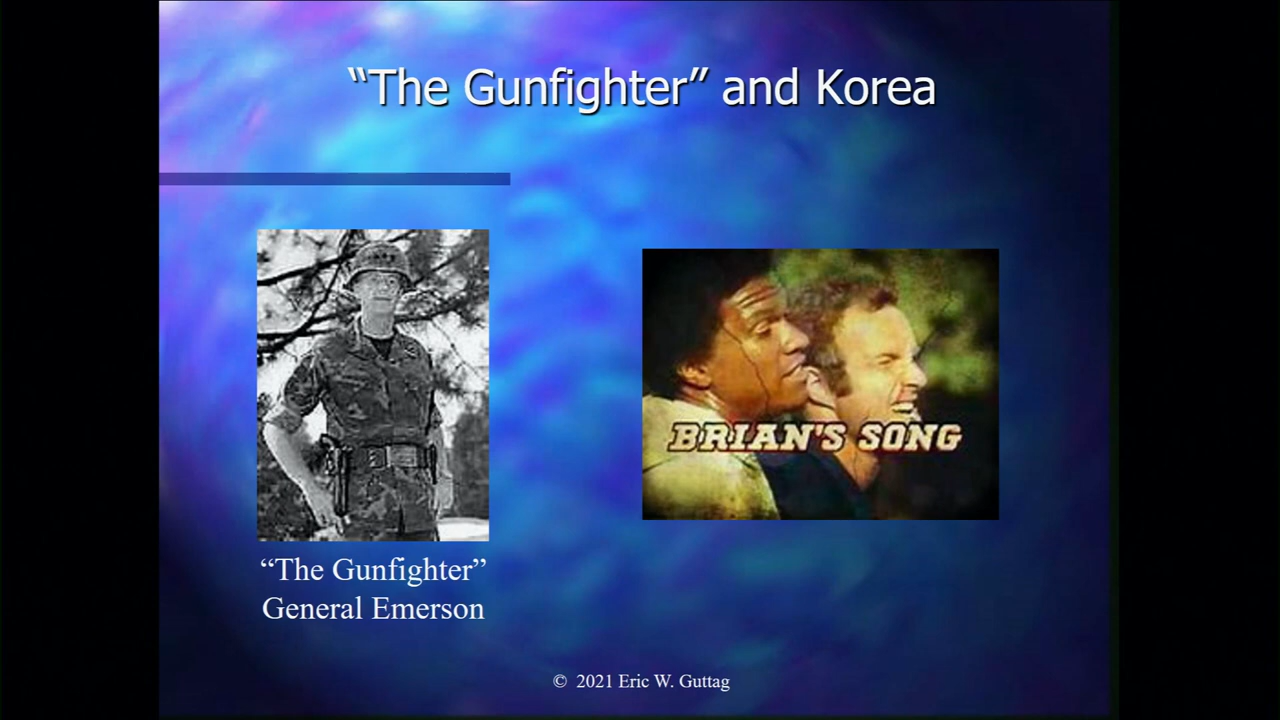 “The Gunfighter” and Korea
BRIAN'S SONG
“The Gunfighter”
General Emerson
© 2021 Eric W. Guttag